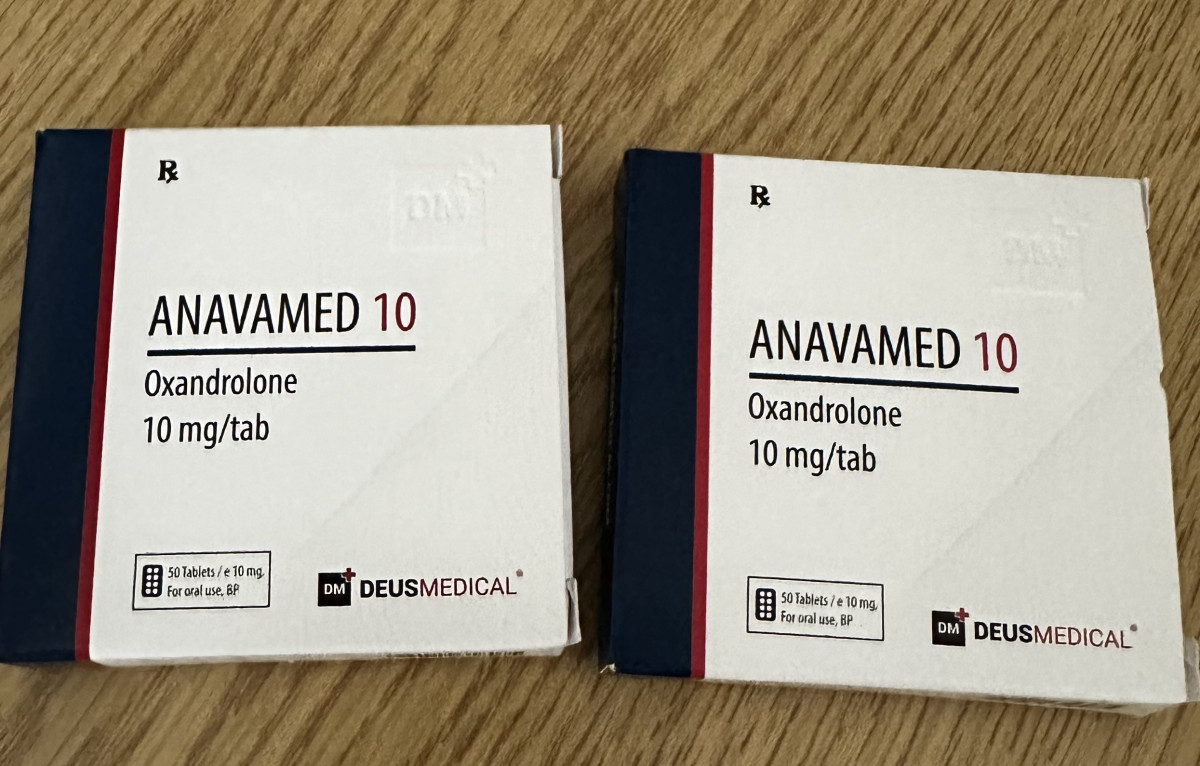 ℞
ANAVAMED 10
Oxandrolone
10 mg/tab
50 Tablets / e 10 mg,
For oral use, BP
DM DEUSMEDICAL®
℞
ANAVAMED 10
Oxandrolone
10 mg/tab
50 Tablets / e 10 mg,
For oral use, BP
DM DEUSMEDICAL®